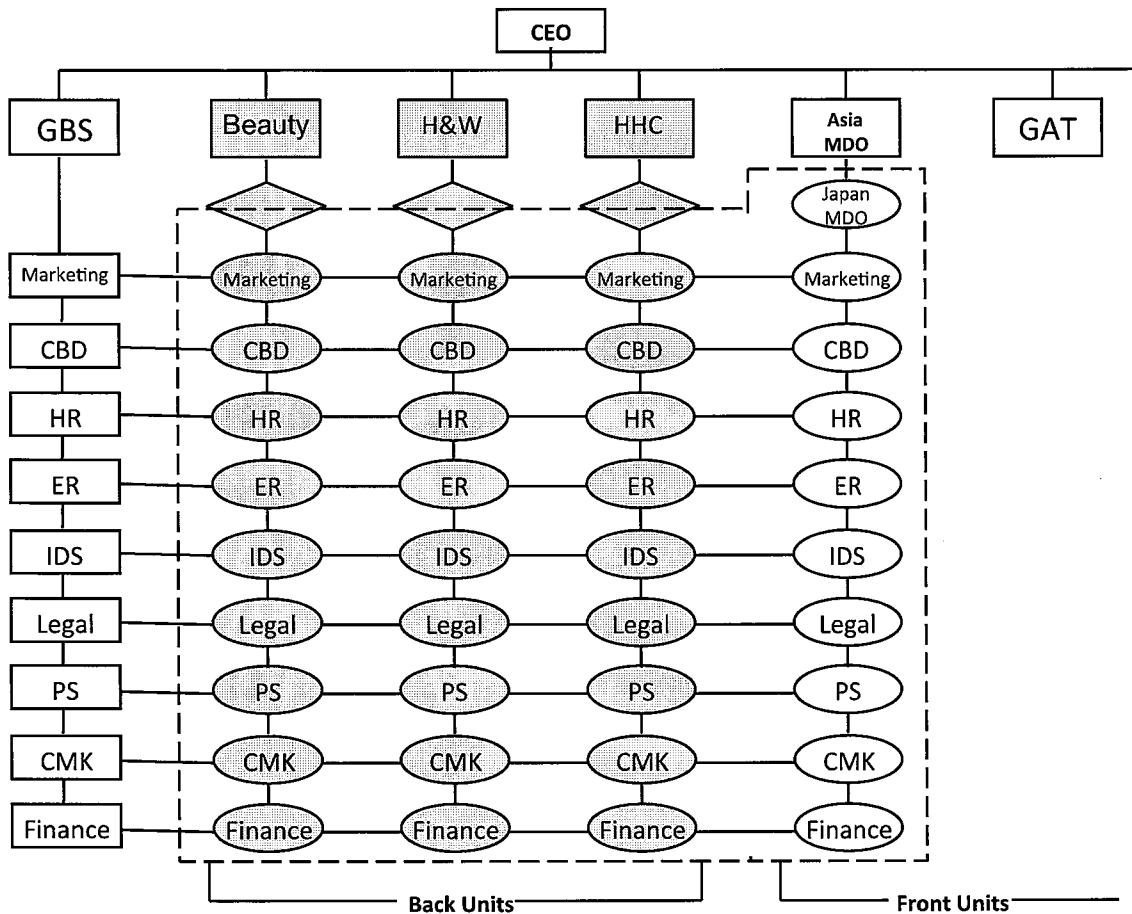 CEO
GBS
Beauty
H&W
HHC
Asia
MDO
GAT
Japan
MDO
Marketing
Marketing
Marketing
Marketing
Marketing
CBD
CBD
CBD
CBD
CBD
HR
HR
HR
HR
HR
ER
ER
ER
ER
ER
IDS
IDS
IDS
IDS
IDS
Legal
Legal
Legal
Legal
Legal
PS
PS
PS
PS
PS
CMK
CMK
CMK
CMK
CMK
Finance
Finance
Finance
Finance
Finance
Back Units
Front Units